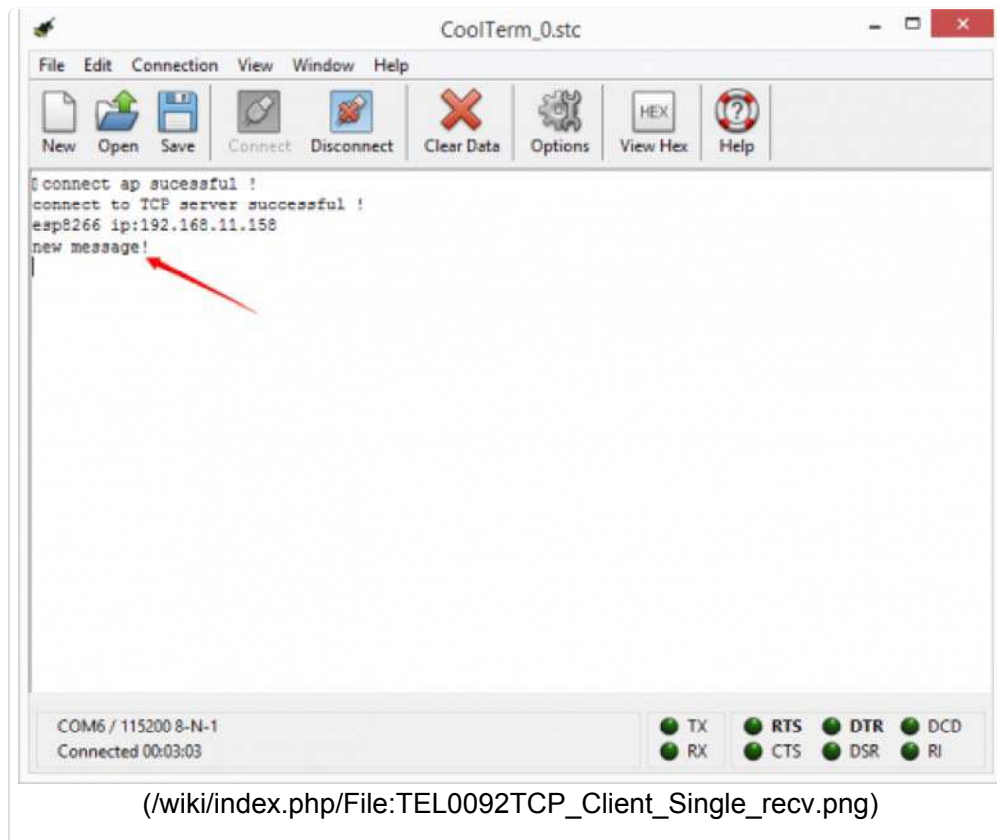 CoolTerm_0.stc
File Edit Connection View Window Help
HEX
New Open Save Connect Disconnect Clear Data Options View Hex Help
connect ap sucessful !
connect to TCP server successful !
esp8266 ip:192.168.11.158
new message!
COM6 / 115200 8-N-1
Connected 00:03:03
TX RTS DTR DCD
RX CTS DSR RI
(/wiki/index.php/File:TEL0092TCP_Client_Single_recv.png)